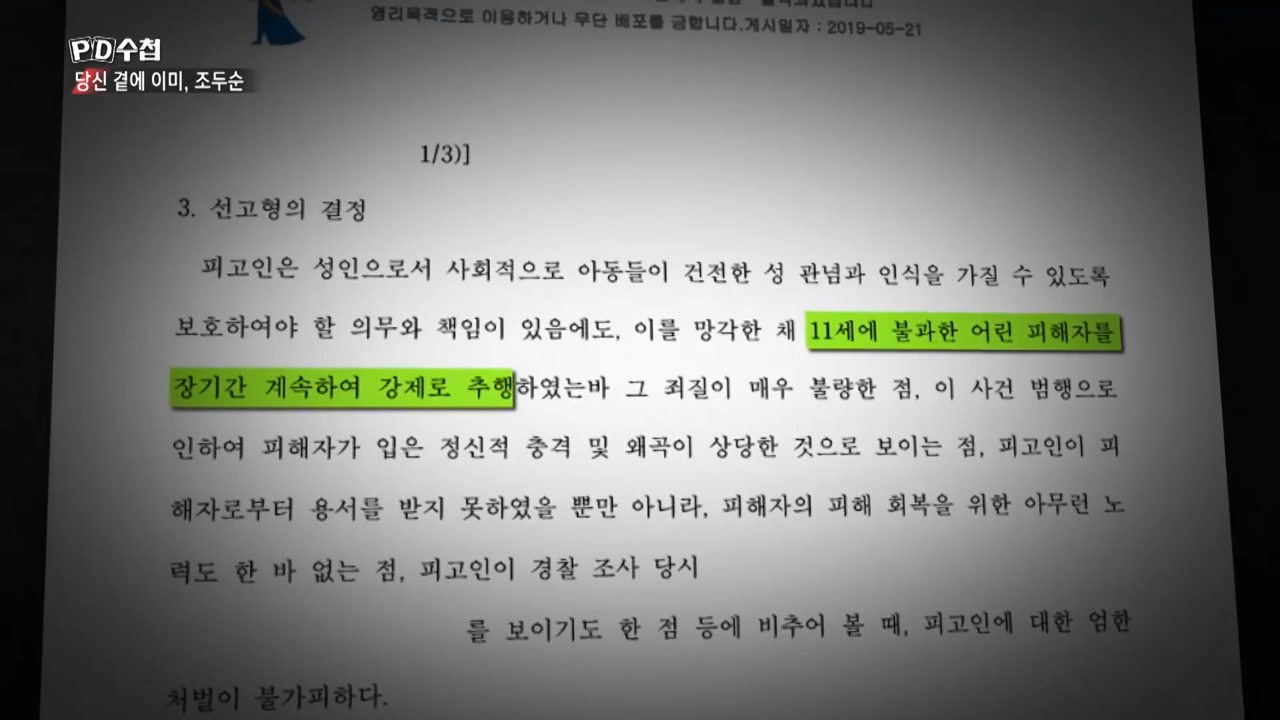 영리목적으로 이용하거나 무단 배포를 금합니다.게시일자 : 2019-05-21
PD수첩
당신 곁에 이미, 조두순
1/3)]
3. 선고형의 결정
피고인은 성인으로서 사회적으로 아동들이 건전한 성 관념과 인식을 가질 수 있도록
보호하여야 할 의무와 책임이 있음에도, 이를 망각한 채 11세에 불과한 어린 피해자를
장기간 계속하여 강제로 추행하였는바 그 죄질이 매우 불량한 점, 이 사건 범행으로
인하여 피해자가 입은 정신적 충격 및 왜곡이 상당한 것으로 보이는 점, 피고인이 피
해자로부터 용서를 받지 못하였을 뿐만 아니라, 피해자의 피해 회복을 위한 아무런 노
력도 한 바 없는 점, 피고인이 경찰 조사 당시
를 보이기도 한 점 등에 비추어 볼 때, 피고인에 대한 엄한
처벌이 불가피하다.